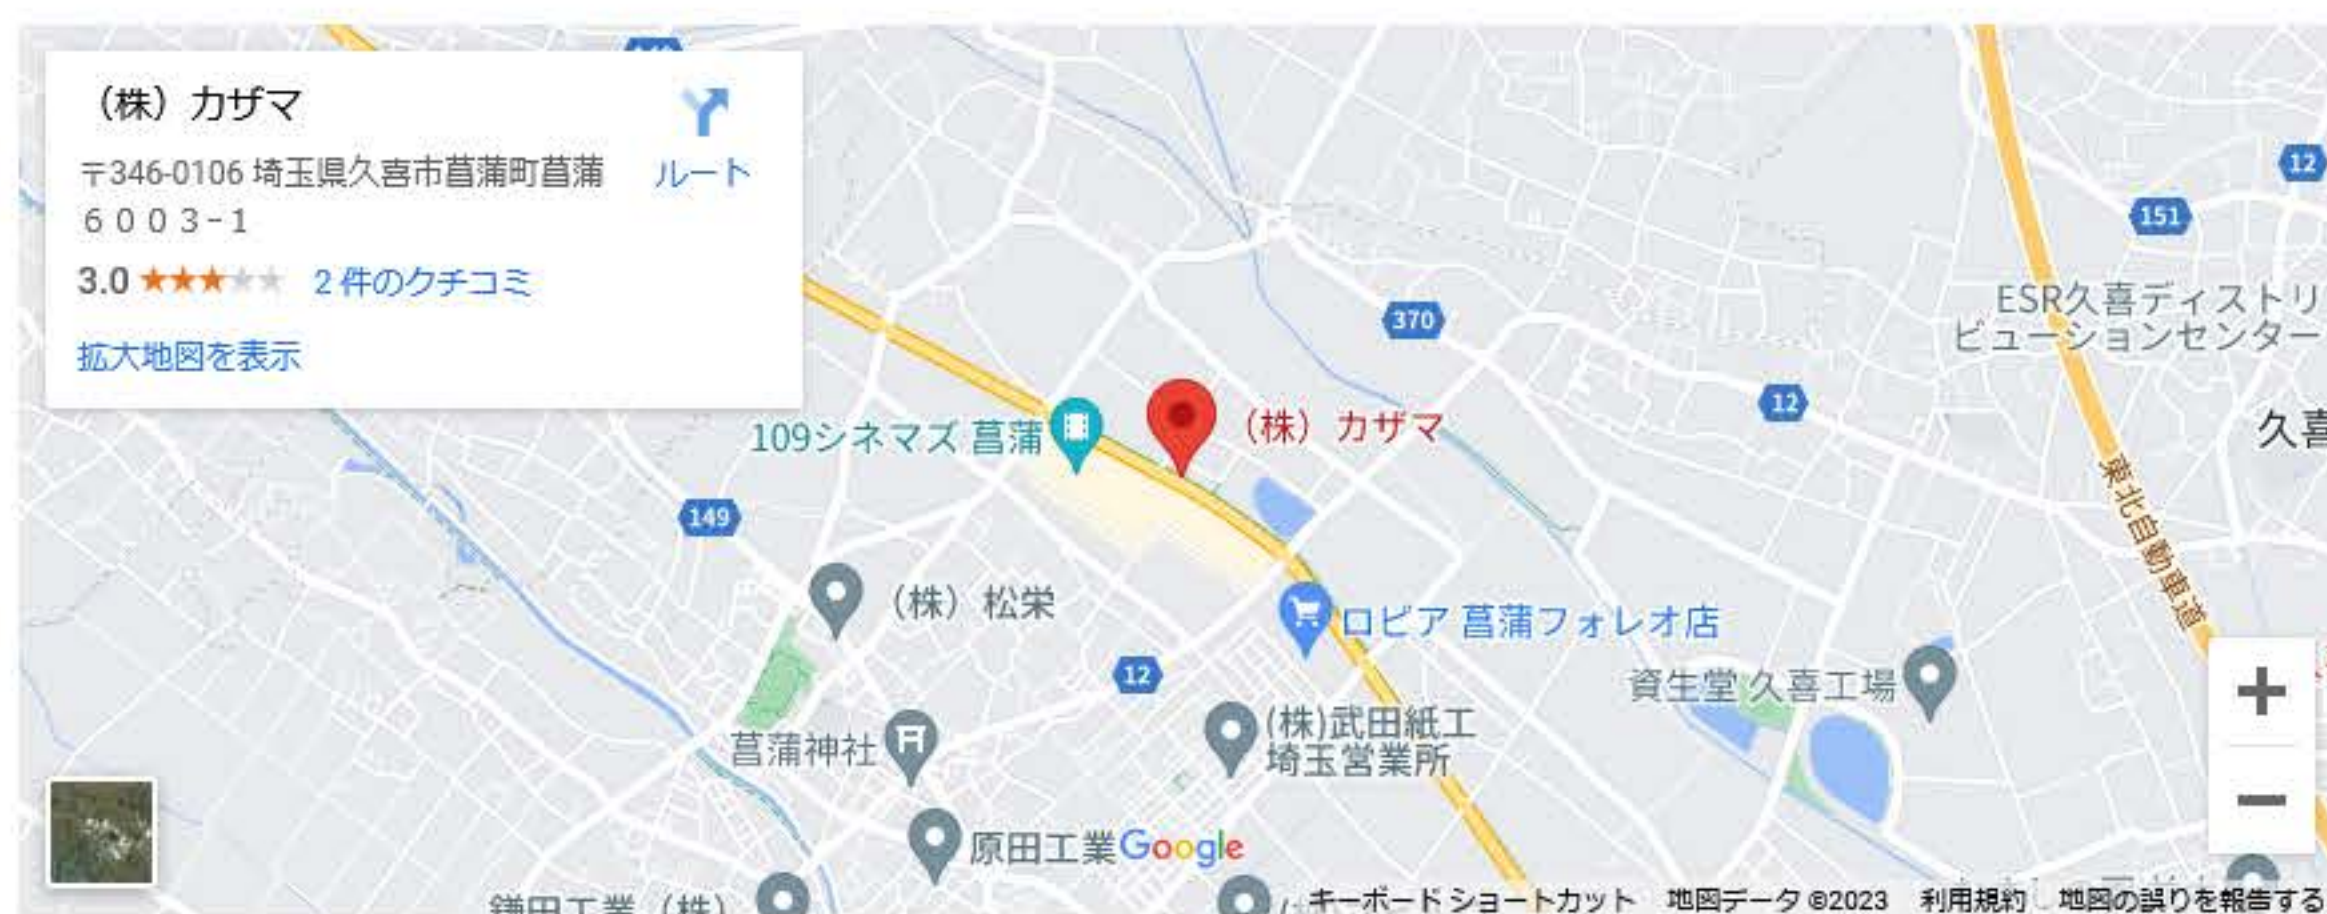 （株）カザマ
〒346-0106 埼玉県久喜市菖蒲町菖蒲
６００３−１
ルート
3.0
2 件のクチコミ
拡大地図を表示
12
151
370
ESR久喜ディストリ
ビューションセンター
12
久喜
109シネマズ 菖蒲
（株）カザマ
149
東北自動車道
（株）松栄
ロピア 菖蒲フォレオ店
12
資生堂 久喜工場
(株)武田紙工
埼玉営業所
菖蒲神社
原田工業
Google
鎌田工業（株）
キーボード ショートカット 地図データ ©2023 利用規約 地図の誤りを報告する